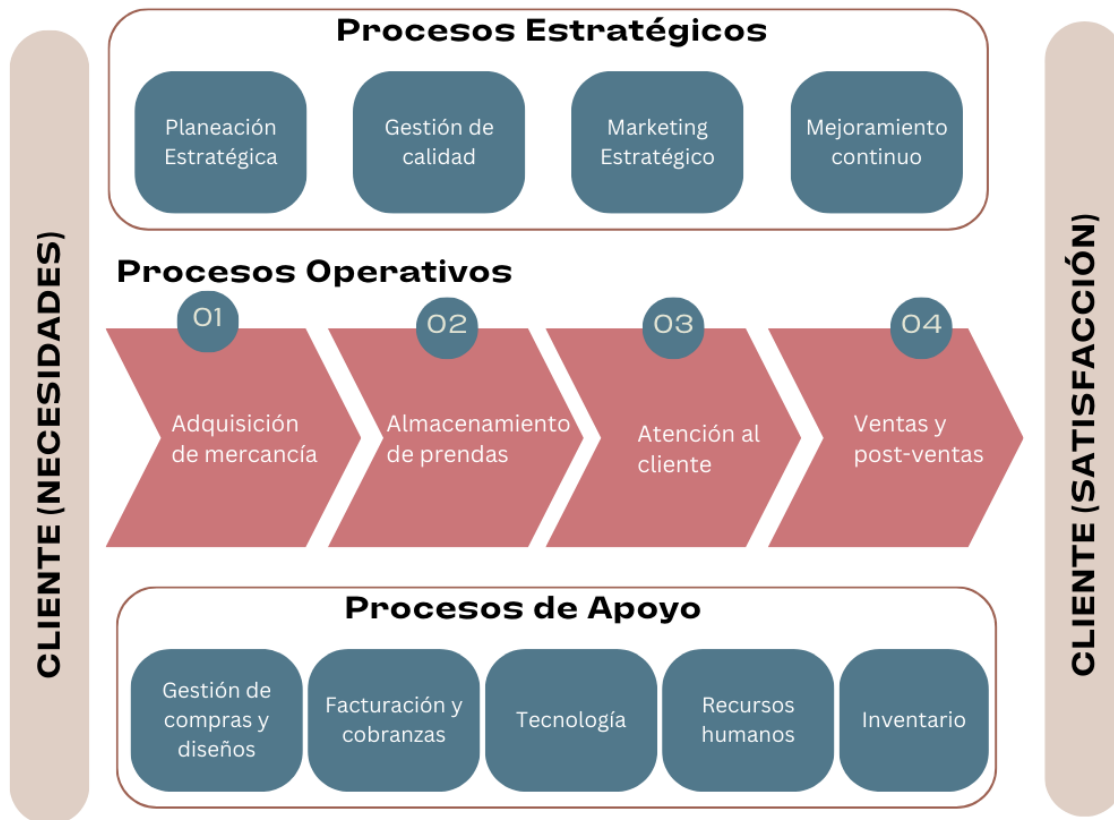 Procesos Estratégicos
Planeación
Estratégica
Gestión de
calidad
Marketing
Estratégico
Mejoramiento
continuo
CLIENTE (NECESIDADES)
Procesos Operativos
01
Adquisición
de mercancía
02
Almacenamiento
de prendas
03
Atención al
cliente
04
Ventas y
post-ventas
CLIENTE (SATISFACCIÓN)
Procesos de Apoyo
Gestión de
compras y
diseños
Facturación y
cobranzas
Tecnología
Recursos
humanos
Inventario